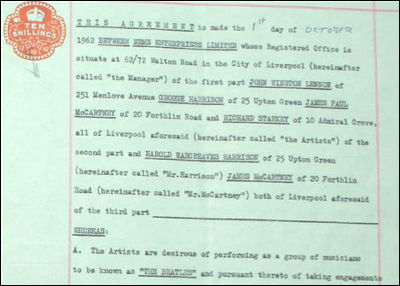 TEN
SHILLINGS
THIS AGREEMENT is made the 1st day of OCTOBER
1962 BETWEEN NEMS ENTERPRISES LIMITED whose Registered Office is
situate at 62/72 Walton Road in the City of Liverpool (hereinafter
called "the Manager") of the first part JOHN WINSTON LENNON of
251 Menlove Avenue GEORGE HARRISON of 25 Upton Green JAMES PAUL
McCARTNEY of 20 Forthlin Road and RICHARD STARKEY of 10 Admiral Grove,
all of Liverpool aforesaid (hereinafter called "the Artists") of the
second part and HAROLD HARGREAVES HARRISON of 25 Upton Green
(hereinafter called "Mr.Harrison") JAMES McCARTNEY of 20 Forthlin
Road (hereinafter called "Mr.McCartney") both of Liverpool aforesaid
of the third part
WHEREAS:
A. The Artists are desirous of performing as a group of musicians
to be known as "THE BEATLES" and pursuant thereto of taking engagements